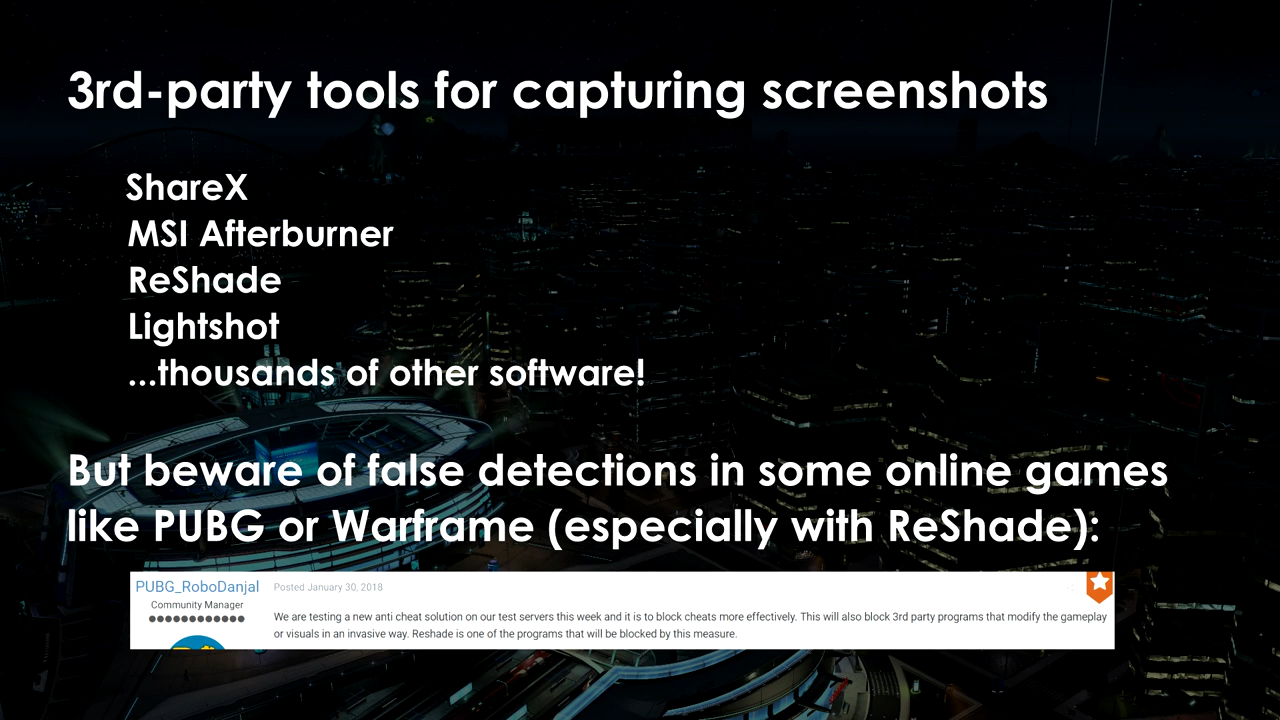 3rd-party tools for capturing screenshots
ShareX
MSI Afterburner
ReShade
Lightshot
...thousands of other software!
But beware of false detections in some online games
like PUBG or Warframe (especially with ReShade):
PUBG_RoboDanjal
Posted January 30, 2018
Community Manager
We are testing a new anti cheat solution on our test servers this week and it is to block cheats more effectively. This will also block 3rd party programs that modify the gameplay
or visuals in an invasive way. Reshade is one of the programs that will be blocked by this measure.